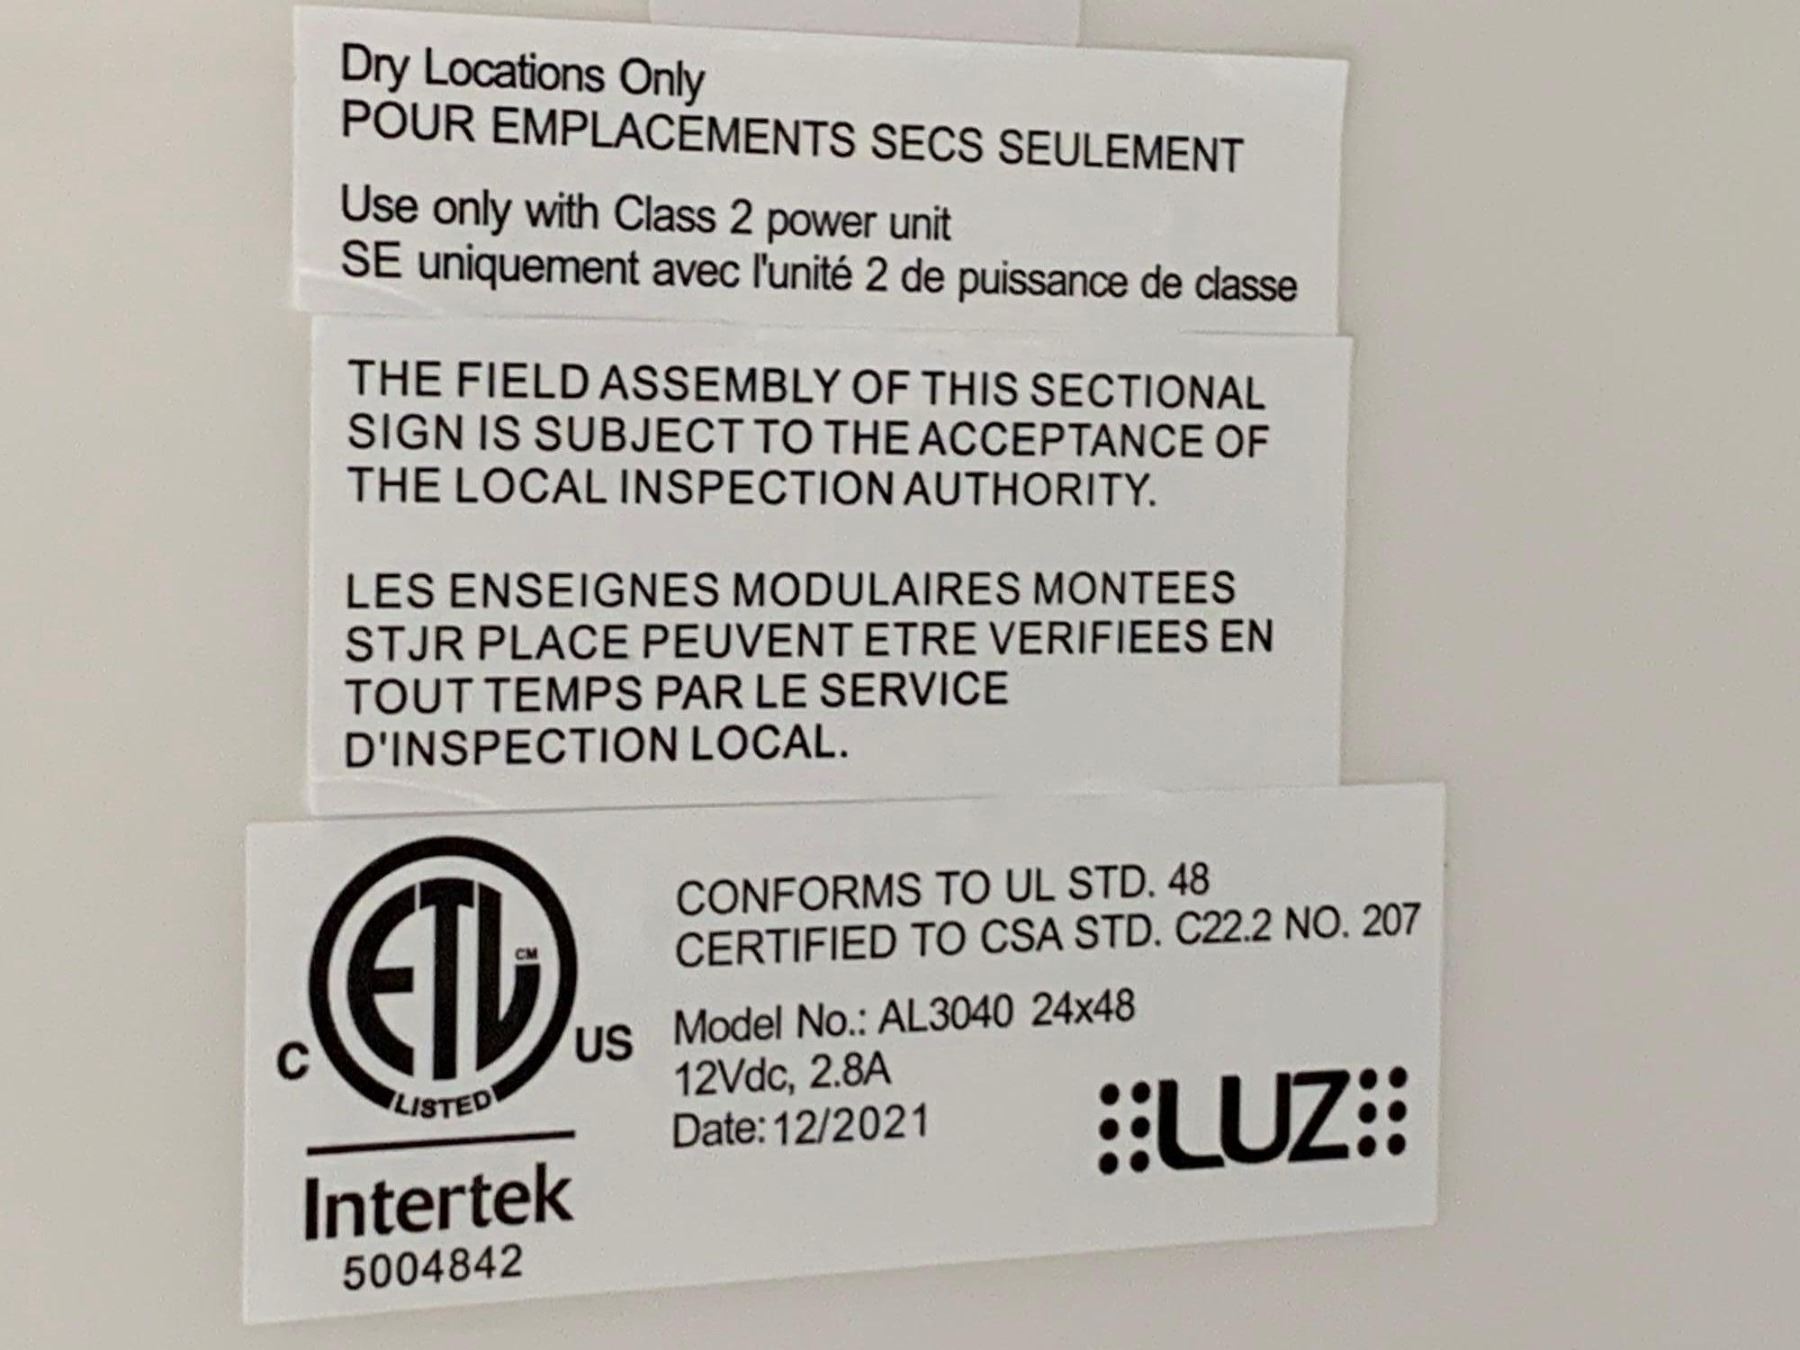 Dry Locations Only
POUR EMPLACEMENTS SECS SEULEMENT
Use only with Class 2 power unit
SE uniquement avec l'unité 2 de puissance de classe
THE FIELD ASSEMBLY OF THIS SECTIONAL
SIGN IS SUBJECT TO THE ACCEPTANCE OF
THE LOCAL INSPECTION AUTHORITY.
LES ENSEIGNES MODULAIRES MONTEES
STJR PLACE PEUVENT ETRE VERIFIEES EN
TOUT TEMPS PAR LE SERVICE
D'INSPECTION LOCAL.
ETL CM
C US
LISTED
Intertek
5004842
CONFORMS TO UL STD. 48
CERTIFIED TO CSA STD. C22.2 NO. 207
Model No.: AL3040 24x48
12Vdc, 2.8A
Date: 12/2021
LUZ